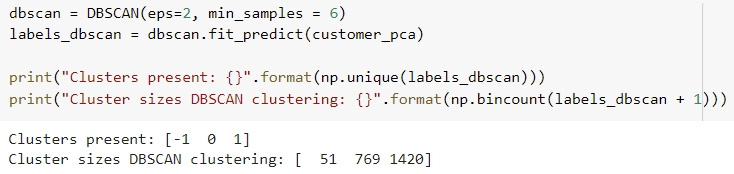 dbscan = DBSCAN(eps=2, min_samples = 6)
labels_dbscan = dbscan.fit_predict(customer_pca)
print("Clusters present: {}".format(np.unique(labels_dbscan)))
print("Cluster sizes DBSCAN clustering: {}".format(np.bincount(labels_dbscan + 1)))
Clusters present: [-1  0  1]
Cluster sizes DBSCAN clustering: [  51  769 1420]